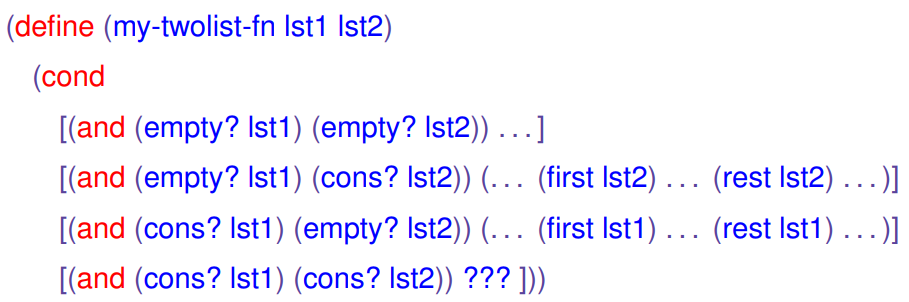 (define (my-twolist-fn lst1 lst2)
(cond
[(and (empty? lst1) (empty? lst2)) ...]
[(and (empty? lst1) (cons? lst2)) (... (first lst2) ... (rest lst2) ...)]
[(and (cons? lst1) (empty? lst2)) (... (first lst1) ... (rest lst1) ...)]
[(and (cons? lst1) (cons? lst2)) ??? ]))